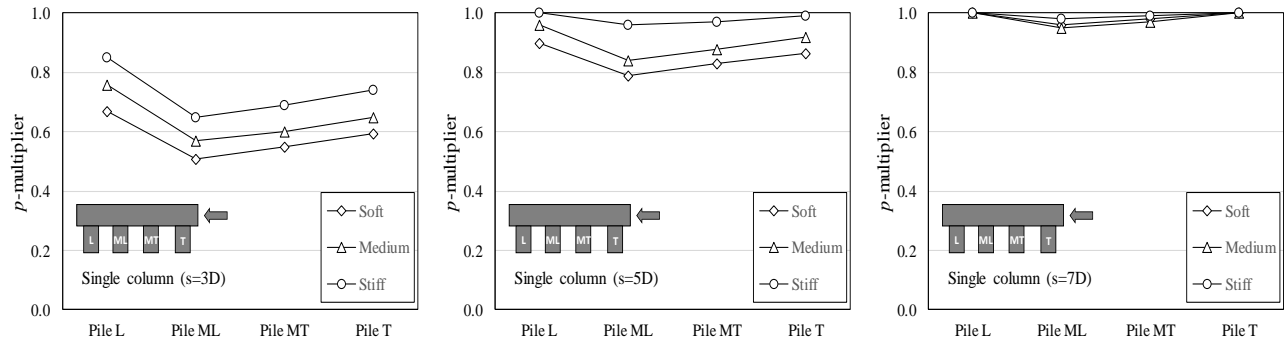 p-multiplier
1.0
0.8
0.6
0.4
0.2
0.0
L ML MT T
Single column (s=3D)
Soft
Medium
Stiff
Pile L Pile ML Pile MT Pile T
p-multiplier
1.0
0.8
0.6
0.4
0.2
0.0
L ML MT T
Single column (s=5D)
Soft
Medium
Stiff
Pile L Pile ML Pile MT Pile T
p-multiplier
1.0
0.8
0.6
0.4
0.2
0.0
L ML MT T
Single column (s=7D)
Soft
Medium
Stiff
Pile L Pile ML Pile MT Pile T